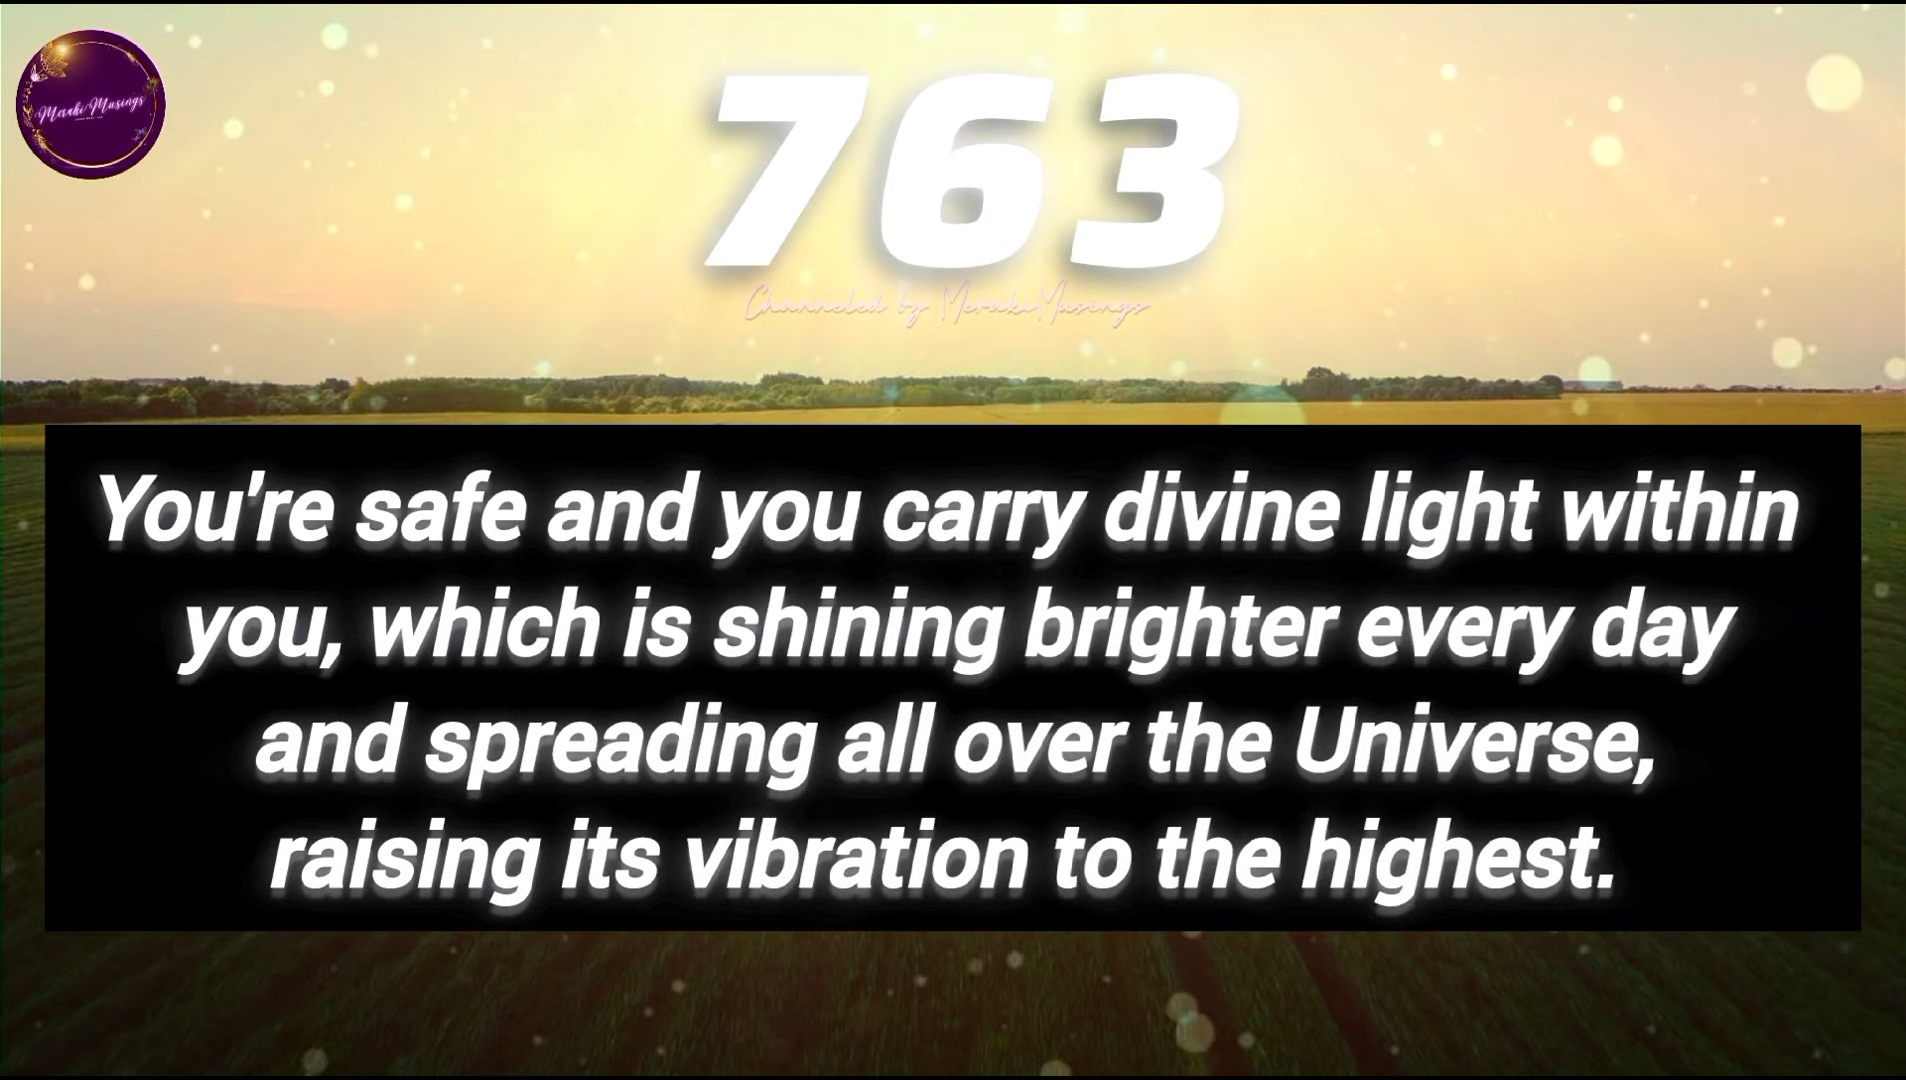 Meraki Musings
763
Channeled by MerakiMusings
You're safe and you carry divine light within
you, which is shining brighter every day
and spreading all over the Universe,
raising its vibration to the highest.